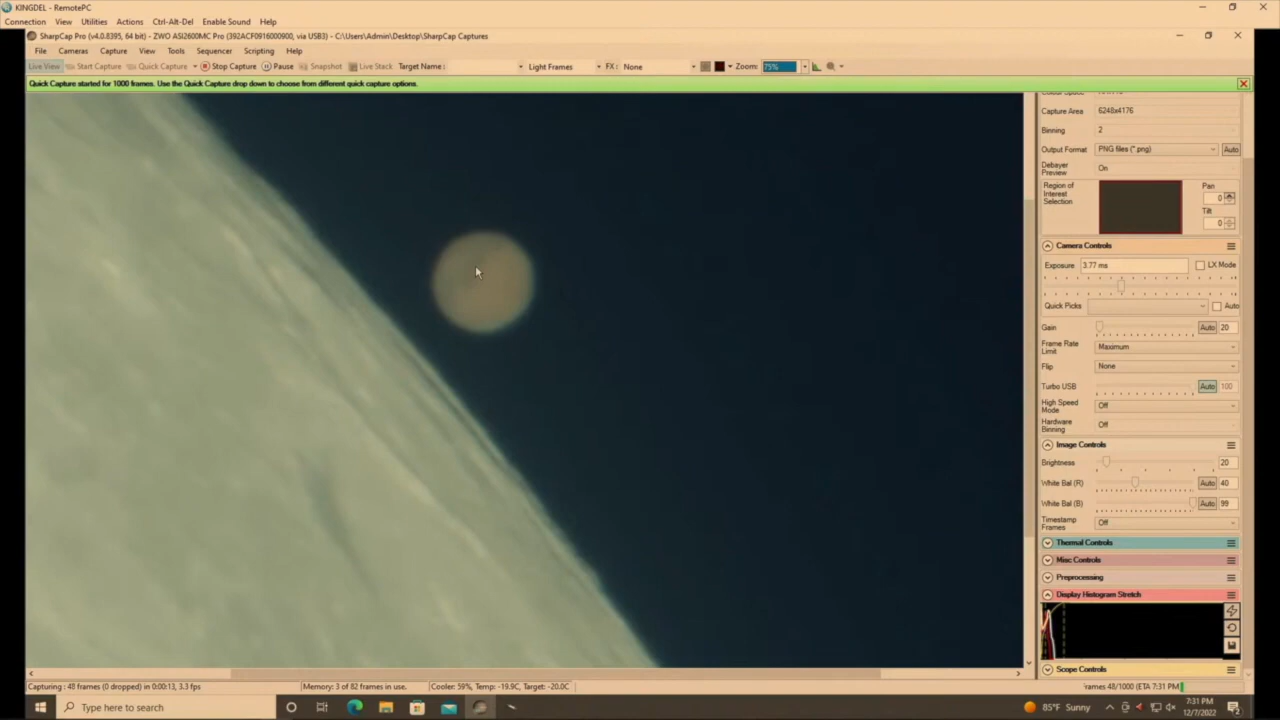 KINGDEL - RemotePC
Connection View Utilities Actions Ctrl-Alt-Del Enable Sound Help
SharpCap Pro (v4.0.8395, 64 bit) - ZWO ASI2600MC Pro (392ACF0916000900, via USB3) - C:\Users\Admin\Desktop\SharpCap Captures
File Cameras Capture View Tools Sequencer Scripting Help
Live View Start Capture Quick Capture Stop Capture Pause Snapshot Live Stack Target Name: Light Frames FX: None Zoom: 75%
Quick Capture started for 1000 frames. Use the Quick Capture drop down to choose from different quick capture options.
Capture Area 6248x4176
Binning 2
Output Format PNG files (*.png) Auto
Debayer Preview On
Region of Interest Selection
Pan 0
Tilt 0
Camera Controls
Exposure 3.77 ms LX Mode
Quick Picks Auto
Gain Auto 20
Frame Rate Limit Maximum
Flip None
Turbo USB Auto 100
High Speed Mode Off
Hardware Binning Off
Image Controls
Brightness 20
White Bal (R) Auto 40
White Bal (B) Auto 99
Timestamp Frames Off
Thermal Controls
Misc Controls
Preprocessing
Display Histogram Stretch
Scope Controls
Capturing : 48 frames (0 dropped) in 0:00:13, 3.3 fps Memory: 3 of 82 frames in use. Cooler: 59%, Temp: -19.9C, Target: -20.0C rames 48/1000 (ETA 7:31 PM
Type here to search 85°F Sunny 7:31 PM
12/7/2022 2